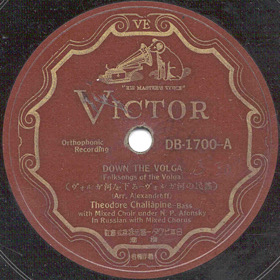 VE
"HIS MASTER'S VOICE"
VICTOR
Orthophonic
Recording
DB-1700-A
DOWN THE VOLGA
Folksongs of the Volga
(Arr. Alexandroff)
Theodore Chaliapine-Bass
with Mixed Choir under N. P. Afonsky
In Russian with Mixed chorus